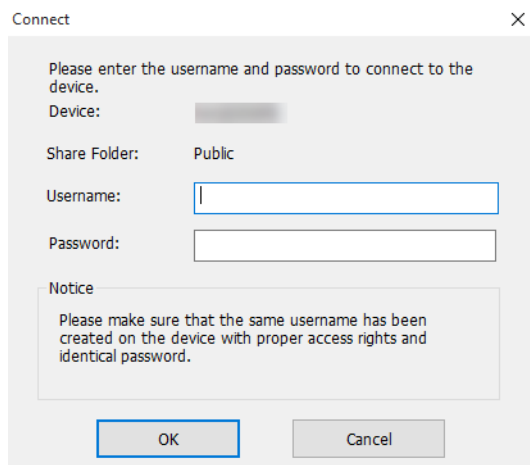 Connect
Please enter the username and password to connect to the
device.
Device:
Share Folder: Public
Username:
Password:
Notice
Please make sure that the same username has been
created on the device with proper access rights and
identical password.
OK Cancel